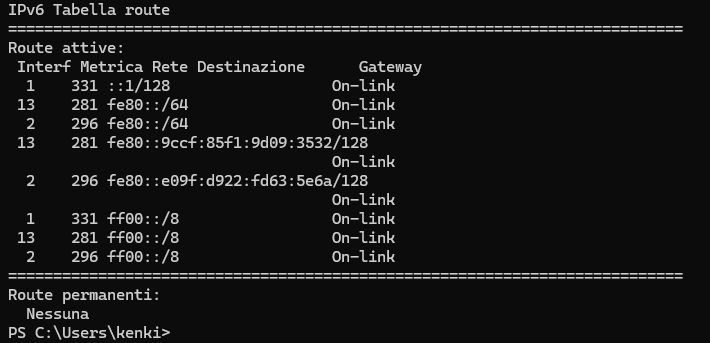 IPv6 Tabella route
===========================================================================
Route attive:
 Interf Metrica Rete Destinazione      Gateway
  1    331 ::1/128                  On-link
 13    281 fe80::/64                On-link
  2    296 fe80::/64                On-link
 13    281 fe80::9ccf:85f1:9d09:3532/128
                                    On-link
  2    296 fe80::e09f:d922:fd63:5e6a/128
                                    On-link
  1    331 ff00::/8                 On-link
 13    281 ff00::/8                 On-link
  2    296 ff00::/8                 On-link
===========================================================================
Route permanenti:
  Nessuna
PS C:\Users\kenki>